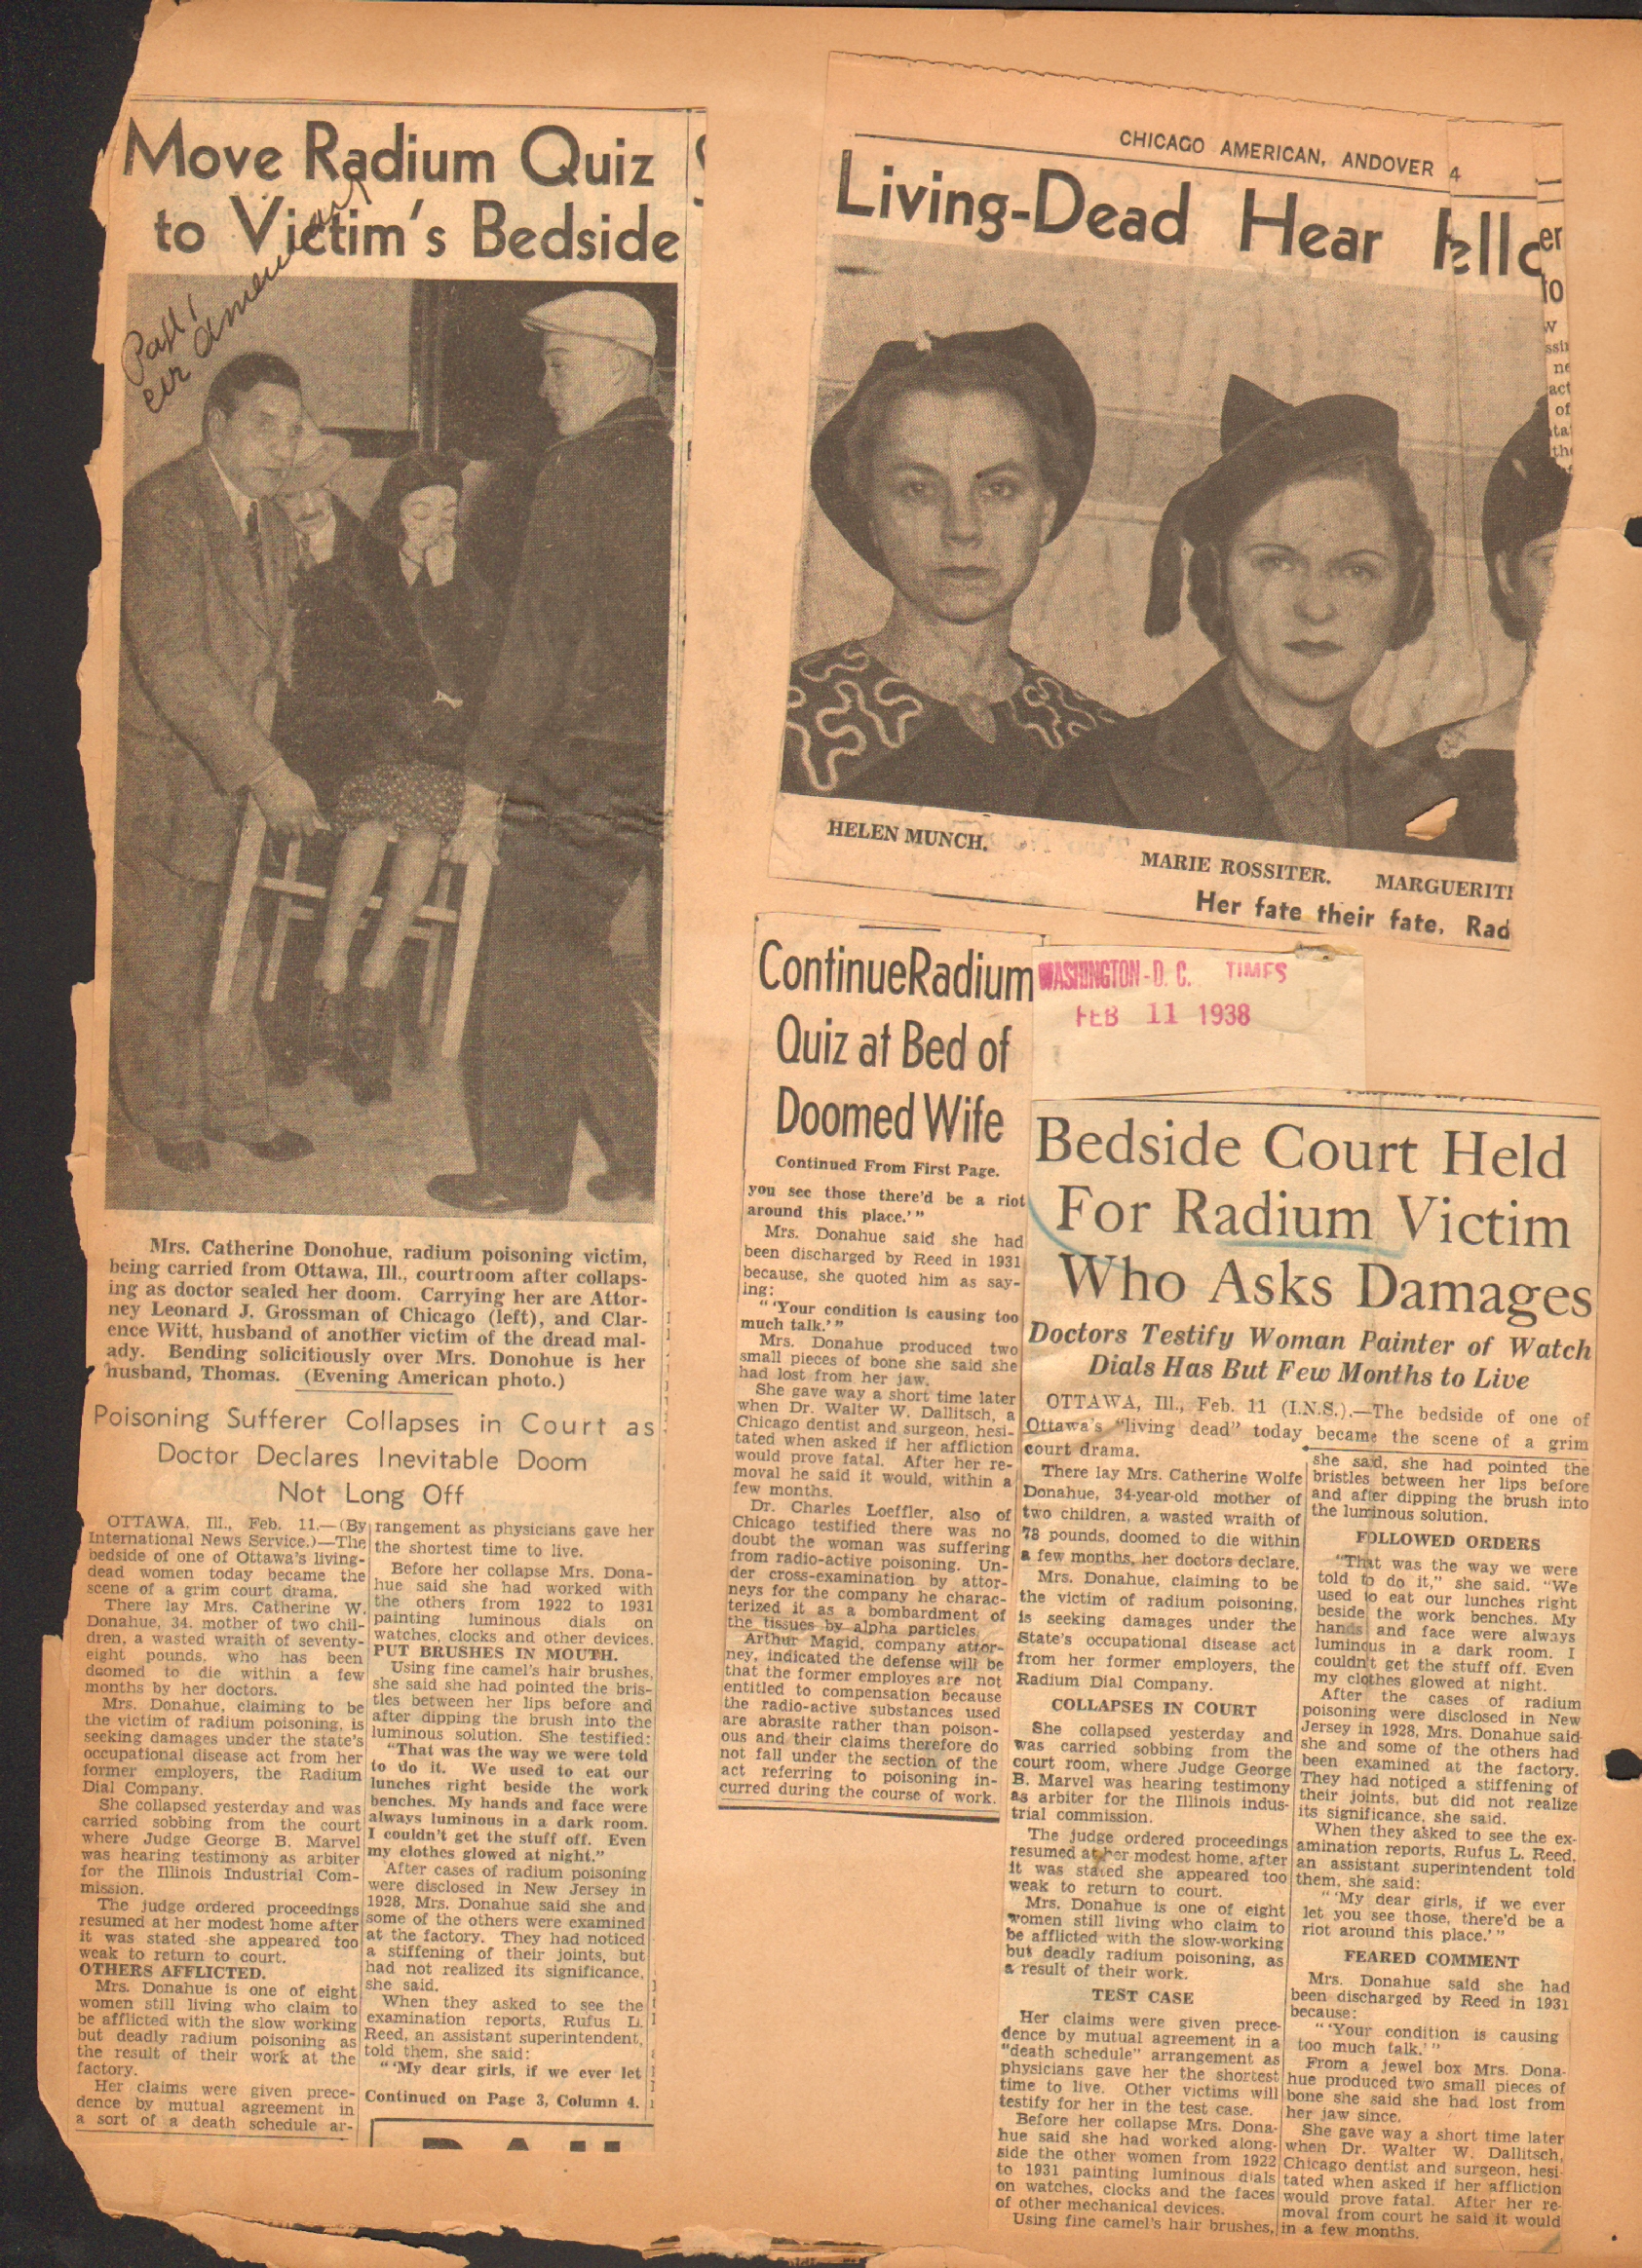 Move Radium Quiz
to Victim's Bedside
Mrs. Catherine Donohue, radium poisoning victim,
being carried from Ottawa, Ill., courtroom after collaps-
ing as doctor sealed her doom. Carrying her are Attor-
ney Leonard J. Grossman of Chicago (left), and Clar-
ence Witt, husband of another victim of the dread mal-
ady. Bending solicitiously over Mrs. Donohue is her
husband, Thomas. (Evening American photo.)
Poisoning Sufferer Collapses in Court as
Doctor Declares Inevitable Doom
Not Long Off
OTTAWA, Ill., Feb. 11.—(By
International News Service.)—The
bedside of one of Ottawa's living-
dead women today became the
scene of a grim court drama.
There lay Mrs. Catherine W.
Donahue, 34, mother of two chil-
dren, a wasted wraith of seventy-
eight pounds, who has been
doomed to die within a few
months by her doctors.
Mrs. Donahue, claiming to be
the victim of radium poisoning, is
seeking damages under the state's
occupational disease act from her
former employers, the Radium
Dial Company.
She collapsed yesterday and was
carried sobbing from the court
where Judge George B. Marvel
was hearing testimony as arbiter
for the Illinois Industrial Com-
mission.
The judge ordered proceedings
resumed at her modest home after
it was stated she appeared too
weak to return to court.
OTHERS AFFLICTED.
Mrs. Donahue is one of eight
women still living who claim to
be afflicted with the slow working
but deadly radium poisoning as
the result of their work at the
factory.
Her claims were given prece-
dence by mutual agreement in
a sort of a death schedule ar-
rangement as physicians gave her
the shortest time to live.
Before her collapse Mrs. Dona-
hue said she had worked with
the others from 1922 to 1931
painting luminous dials on
watches, clocks and other devices.
PUT BRUSHES IN MOUTH.
Using fine camel's hair brushes,
she said she had pointed the bris-
tles between her lips before and
after dipping the brush into the
luminous solution. She testified:
"That was the way we were told
to do it. We used to eat our
lunches right beside the work
benches. My hands and face were
always luminous in a dark room.
I couldn't get the stuff off. Even
my clothes glowed at night."
After cases of radium poisoning
were disclosed in New Jersey in
1928, Mrs. Donahue said she and
some of the others were examined
at the factory. They had noticed
a stiffening of their joints, but
had not realized its significance,
she said.
When they asked to see the
examination reports, Rufus L.
Reed, an assistant superintendent,
told them, she said:
"'My dear girls, if we ever let
Continued on Page 3, Column 4.
CHICAGO AMERICAN, ANDOVER 4
Living-Dead Hear
er
to
HELEN MUNCH.
MARIE ROSSITER. MARGUERIT
Her fate their fate, Rad
ContinueRadium
Quiz at Bed of
Doomed Wife
Continued From First Page.
you see those there'd be a riot
around this place.'"
Mrs. Donahue said she had
been discharged by Reed in 1931
because, she quoted him as say-
ing:
"'Your condition is causing too
much talk.'"
Mrs. Donahue produced two
small pieces of bone she said she
had lost from her jaw.
She gave way a short time later
when Dr. Walter W. Dallitsch, a
Chicago dentist and surgeon, hesi-
tated when asked if her affliction
would prove fatal. After her re-
moval he said it would, within a
few months.
Dr. Charles Loeffler, also of
Chicago testified there was no
doubt the woman was suffering
from radio-active poisoning. Un-
der cross-examination by attor-
neys for the company he charac-
terized it as a bombardment of
the tissues by alpha particles.
Arthur Magid, company attor-
ney, indicated the defense will be
that the former employes are not
entitled to compensation because
the radio-active substances used
are abrasite rather than poison-
ous and their claims therefore do
not fall under the section of the
act referring to poisoning in-
curred during the course of work.
WASHINGTON-D. C. TIMES
FEB 11 1938
Bedside Court Held
For Radium Victim
Who Asks Damages
Doctors Testify Woman Painter of Watch
Dials Has But Few Months to Live
OTTAWA, Ill., Feb. 11 (I.N.S.).—The bedside of one of
Ottawa's "living dead" today became the scene of a grim
court drama.
There lay Mrs. Catherine Wolfe
Donahue, 34-year-old mother of
two children, a wasted wraith of
78 pounds, doomed to die within
a few months, her doctors declare.
Mrs. Donahue, claiming to be
the victim of radium poisoning,
is seeking damages under the
State's occupational disease act
from her former employers, the
Radium Dial Company.
COLLAPSES IN COURT
She collapsed yesterday and
was carried sobbing from the
court room, where Judge George
B. Marvel was hearing testimony
as arbiter for the Illinois indus-
trial commission.
The judge ordered proceedings
resumed at her modest home, after
it was stated she appeared too
weak to return to court.
Mrs. Donahue is one of eight
women still living who claim to
be afflicted with the slow-working
but deadly radium poisoning, as
a result of their work.
TEST CASE
Her claims were given prece-
dence by mutual agreement in a
"death schedule" arrangement as
physicians gave her the shortest
time to live. Other victims will
testify for her in the test case.
Before her collapse Mrs. Dona-
hue said she had worked along-
side the other women from 1922
to 1931 painting luminous dials
on watches, clocks and the faces
of other mechanical devices.
Using fine camel's hair brushes,
she said, she had pointed the
bristles between her lips before
and after dipping the brush into
the luminous solution.
FOLLOWED ORDERS
"That was the way we were
told to do it," she said. "We
used to eat our lunches right
beside the work benches. My
hands and face were always
luminous in a dark room. I
couldn't get the stuff off. Even
my clothes glowed at night.
After the cases of radium
poisoning were disclosed in New
Jersey in 1928, Mrs. Donahue said
she and some of the others had
been examined at the factory.
They had noticed a stiffening of
their joints, but did not realize
its significance, she said.
When they asked to see the ex-
amination reports, Rufus L. Reed,
an assistant superintendent told
them, she said:
"'My dear girls, if we ever
let you see those, there'd be a
riot around this place.'"
FEARED COMMENT
Mrs. Donahue said she had
been discharged by Reed in 1931
because:
"'Your condition is causing
too much talk.'"
From a jewel box Mrs. Dona-
hue produced two small pieces of
bone she said she had lost from
her jaw since.
She gave way a short time later
when Dr. Walter W. Dallitsch,
Chicago dentist and surgeon, hesi-
tated when asked if her affliction
would prove fatal. After her re-
moval from court he said it would
in a few months.